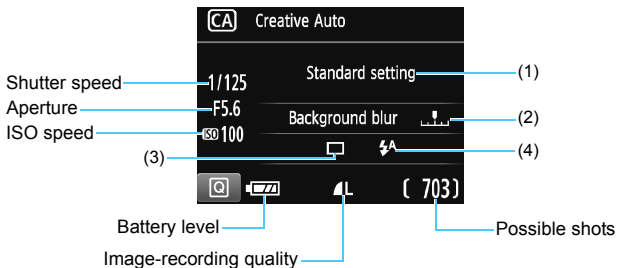 CA Creative Auto
Shutter speed 1/125 Standard setting (1)
Aperture F5.6 Background blur (2)
ISO speed ISO 100
(3) A (4)
Q L ( 703)
Battery level Possible shots
Image-recording quality